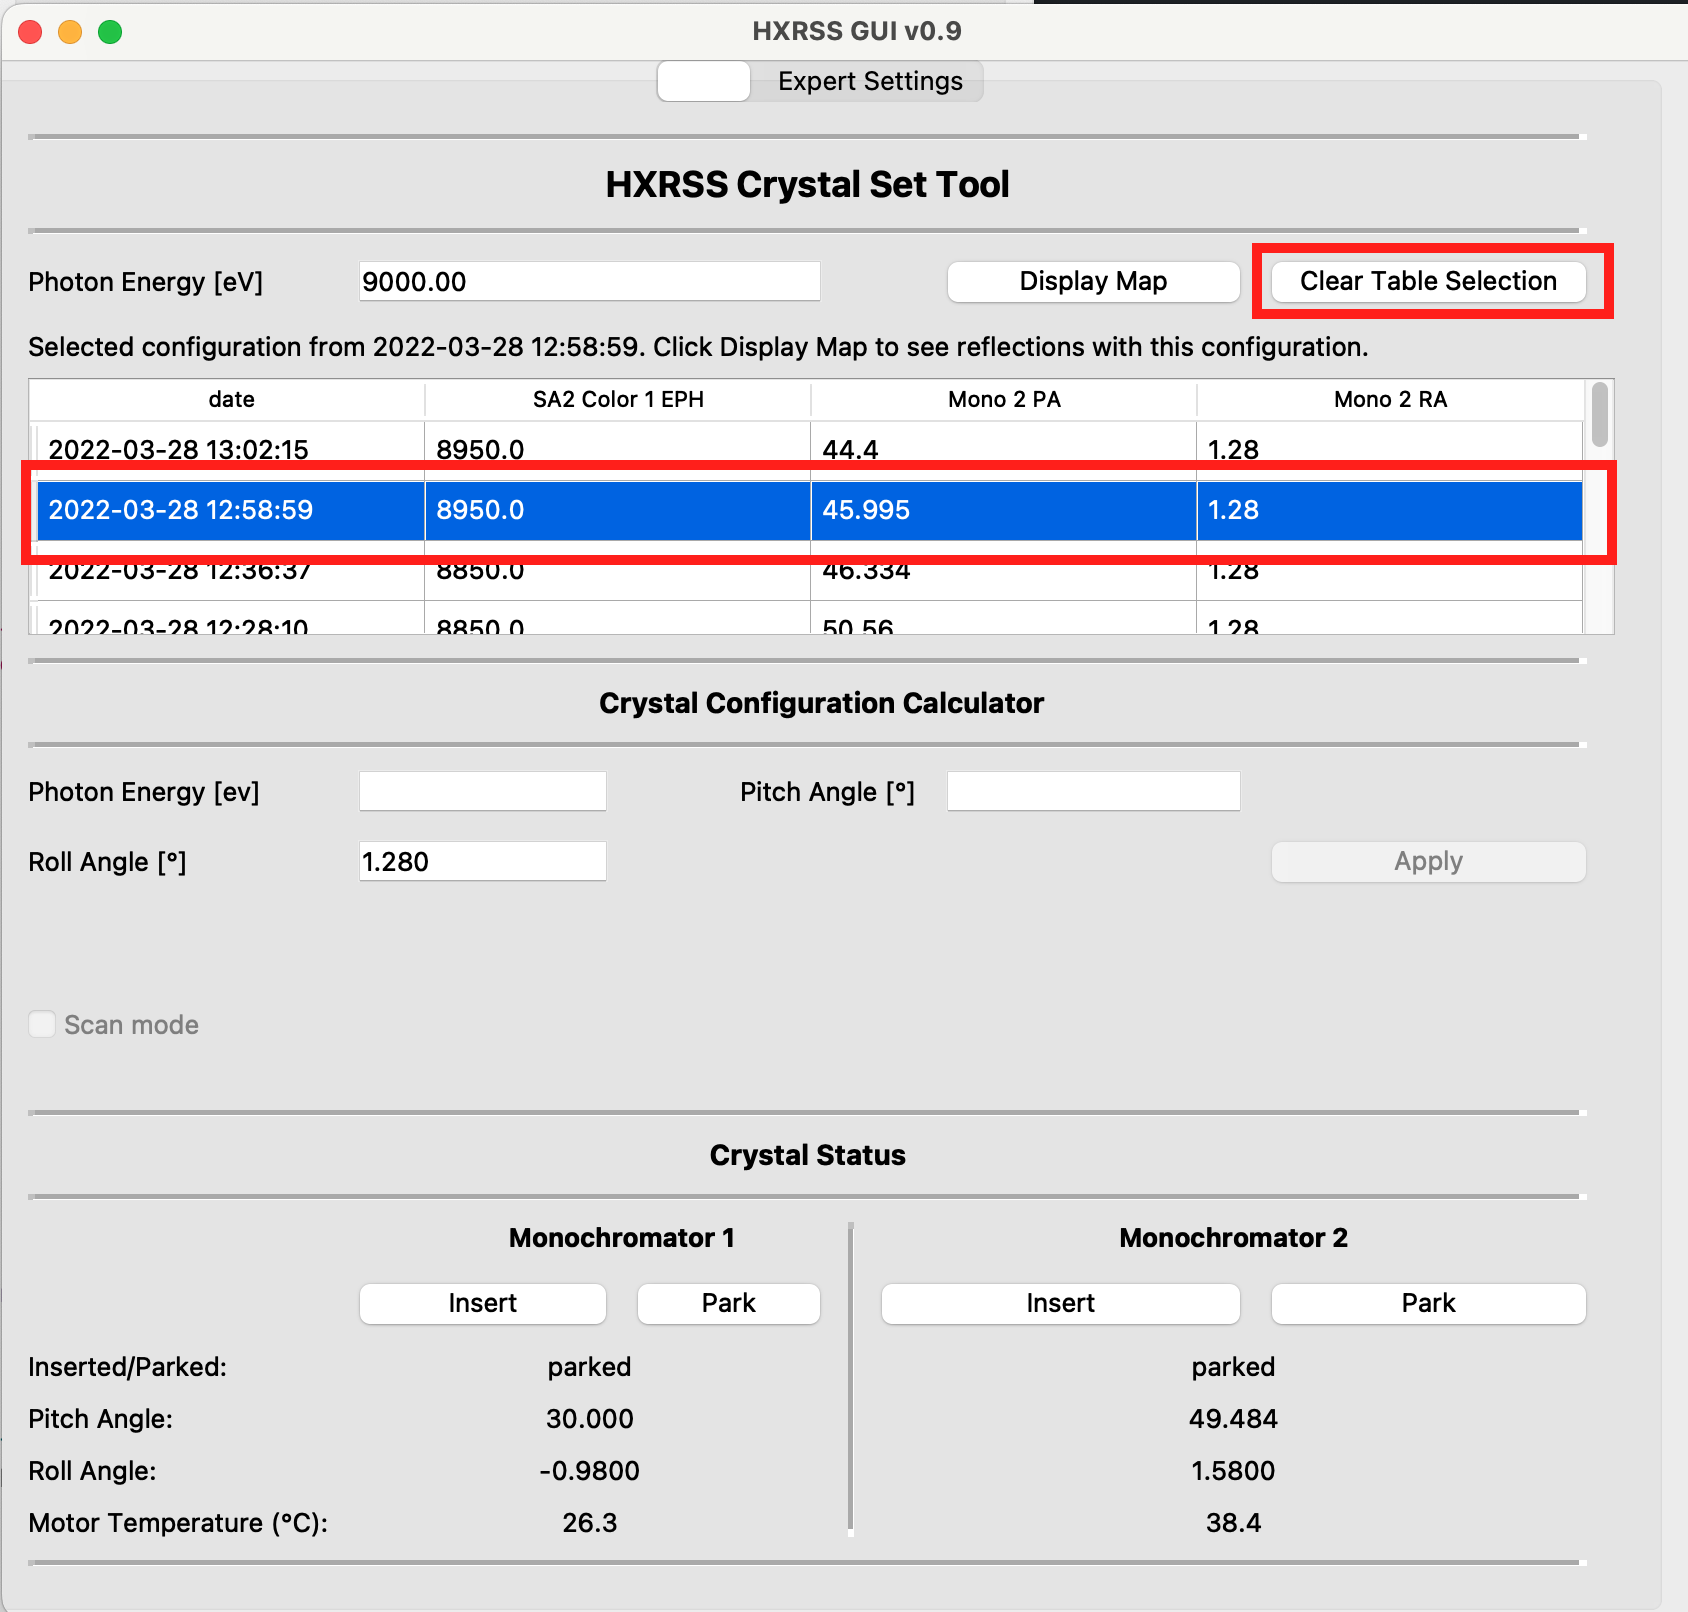 HXRSS GUI v0.9
Expert Settings
HXRSS Crystal Set Tool
Photon Energy [eV] 9000.00 Display Map Clear Table Selection
Selected configuration from 2022-03-28 12:58:59. Click Display Map to see reflections with this configuration.
date SA2 Color 1 EPH Mono 2 PA Mono 2 RA
2022-03-28 13:02:15 8950.0 44.4 1.28
2022-03-28 12:58:59 8950.0 45.995 1.28
2022-03-28 12:36:37 8850.0 46.334 1.28
2022-03-28 12:28:10 8850.0 50.56 1.28
Crystal Configuration Calculator
Photon Energy [ev] Pitch Angle [°]
Roll Angle [°] 1.280 Apply
Scan mode
Crystal Status
Monochromator 1 Monochromator 2
Insert Park Insert Park
Inserted/Parked: parked parked
Pitch Angle: 30.000 49.484
Roll Angle: -0.9800 1.5800
Motor Temperature (°C): 26.3 38.4